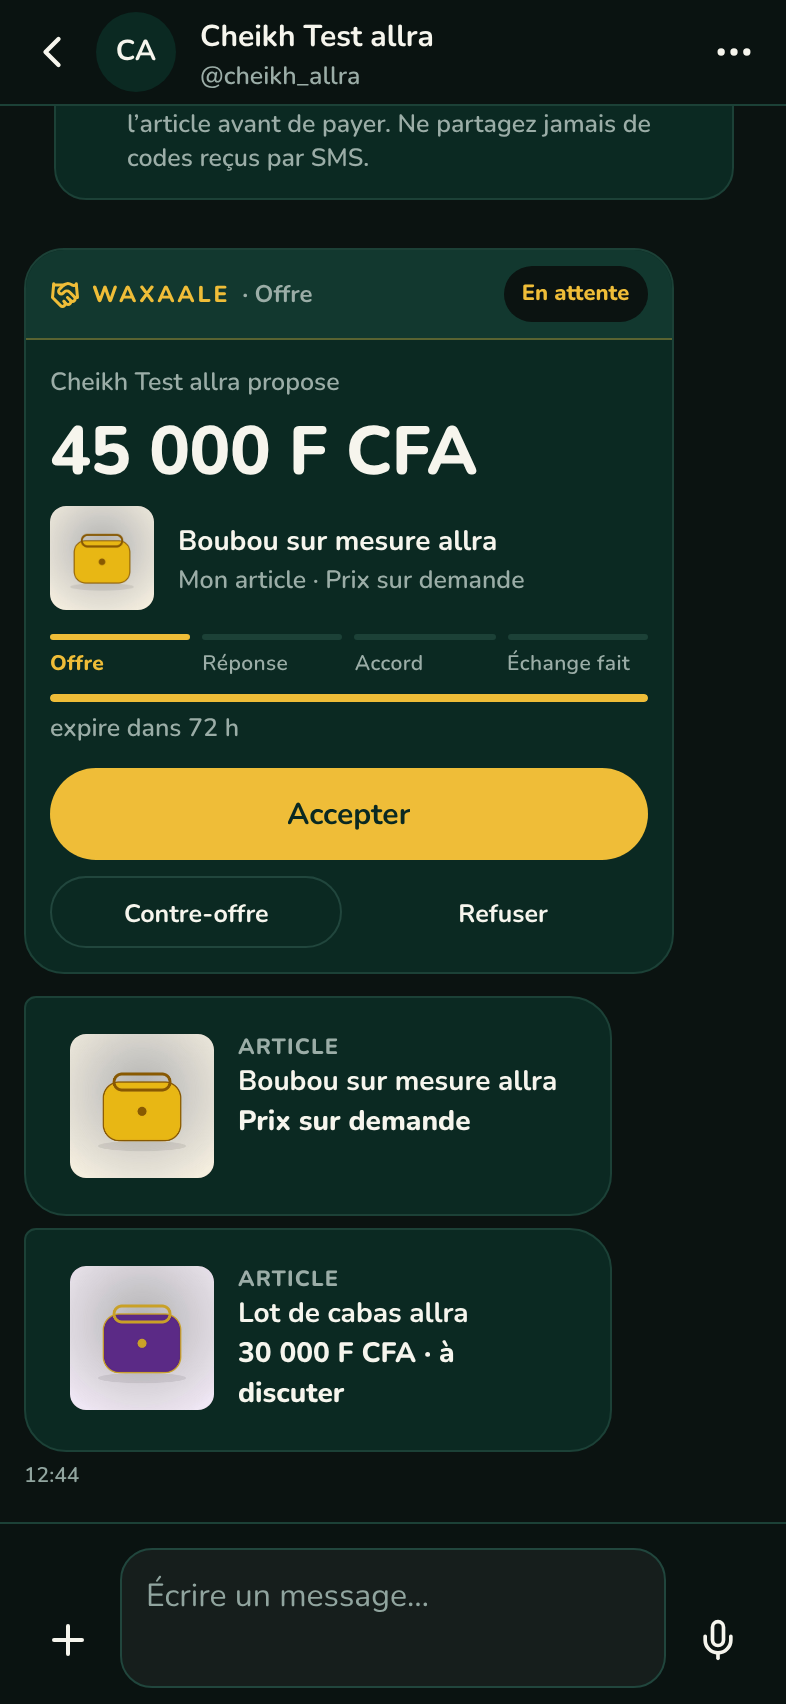 CA
Cheikh Test allra
@cheikh_allra
l’article avant de payer. Ne partagez jamais de
codes reçus par SMS.
WAXAALE · Offre
En attente
Cheikh Test allra propose
45 000 F CFA
Boubou sur mesure allra
Mon article · Prix sur demande
Offre
Réponse
Accord
Échange fait
expire dans 72 h
Accepter
Contre-offre
Refuser
ARTICLE
Boubou sur mesure allra
Prix sur demande
ARTICLE
Lot de cabas allra
30 000 F CFA · à
discuter
12:44
Écrire un message...